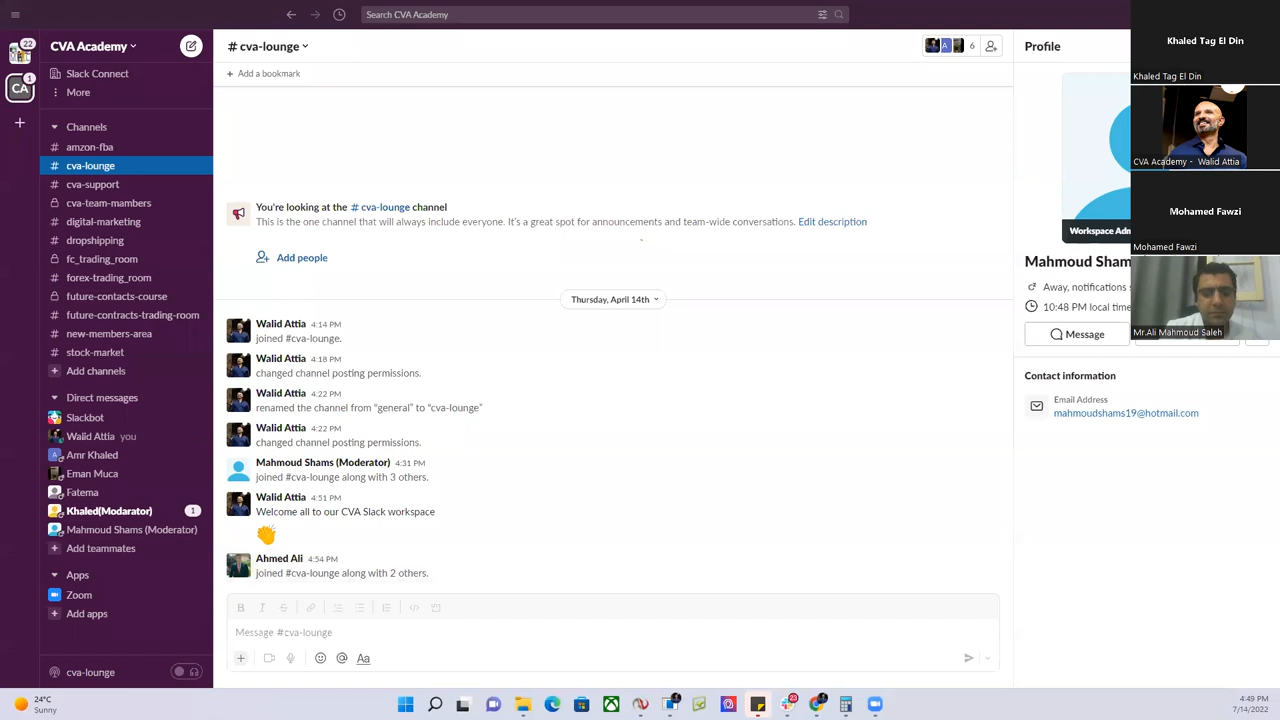 Search CVA Academy
22
CVA Academy
CA
1
Slack Connect
More
Channels
amzon-fba
cva-lounge
cva-support
cva-team-mambers
digital-marketing
dropshipping
fc_trading_room
forex-trading_room
future-contacts-course
future-contracts-trading-room
new-members-area
stock-market
Add channels
Direct messages
Slackbot
Walid Attia you
Amr Khaled
Eman Muca
Fatema
Khaled(Modarator) 1
Mahmoud Shams (Moderator)
Add teammates
Apps
Zoom
Add apps
cva-lounge
# cva-lounge
A
6
+ Add a bookmark
You're looking at the # cva-lounge channel
This is the one channel that will always include everyone. It's a great spot for announcements and team-wide conversations. Edit description
Add people
Thursday, April 14th
Walid Attia 4:14 PM
joined #cva-lounge.
Walid Attia 4:18 PM
changed channel posting permissions.
Walid Attia 4:22 PM
renamed the channel from “general” to “cva-lounge”
Walid Attia 4:22 PM
changed channel posting permissions.
Mahmoud Shams (Moderator) 4:31 PM
joined #cva-lounge along with 3 others.
Walid Attia 4:51 PM
Welcome all to our CVA Slack workspace
Ahmed Ali 4:54 PM
joined #cva-lounge along with 2 others.
Message #cva-lounge
Aa
Profile
Workspace Adm
Mahmoud Sham
Away, notifications s
10:48 PM local time
Message
Contact information
Email Address
mahmoudshams19@hotmail.com
Khaled Tag El Din
Khaled Tag El Din
CVA Academy - Walid Attia
Mohamed Fawzi
Mohamed Fawzi
Mr.Ali Mahmoud Saleh
24°C
Sunny
23
4:49 PM
7/14/2022